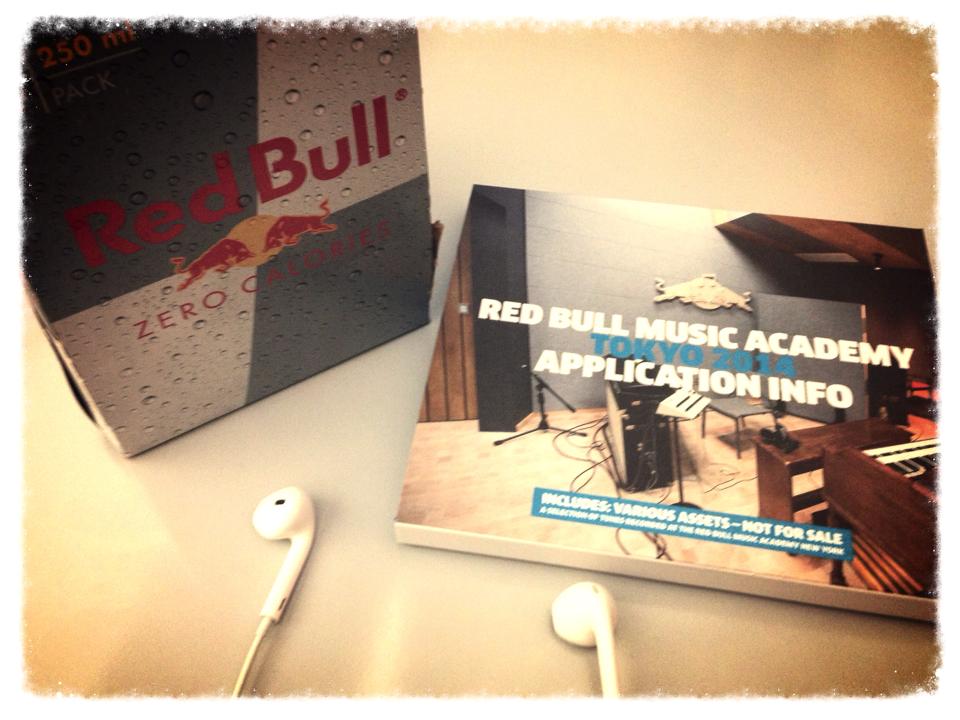 250 ml
PACK
Red Bull®
ZERO CALORIES
RED BULL MUSIC ACADEMY
TOKYO 2014
APPLICATION INFO
INCLUDES: VARIOUS ASSETS – NOT FOR SALE
A SELECTION OF TUNES RECORDED AT THE RED BULL MUSIC ACADEMY NEW YORK